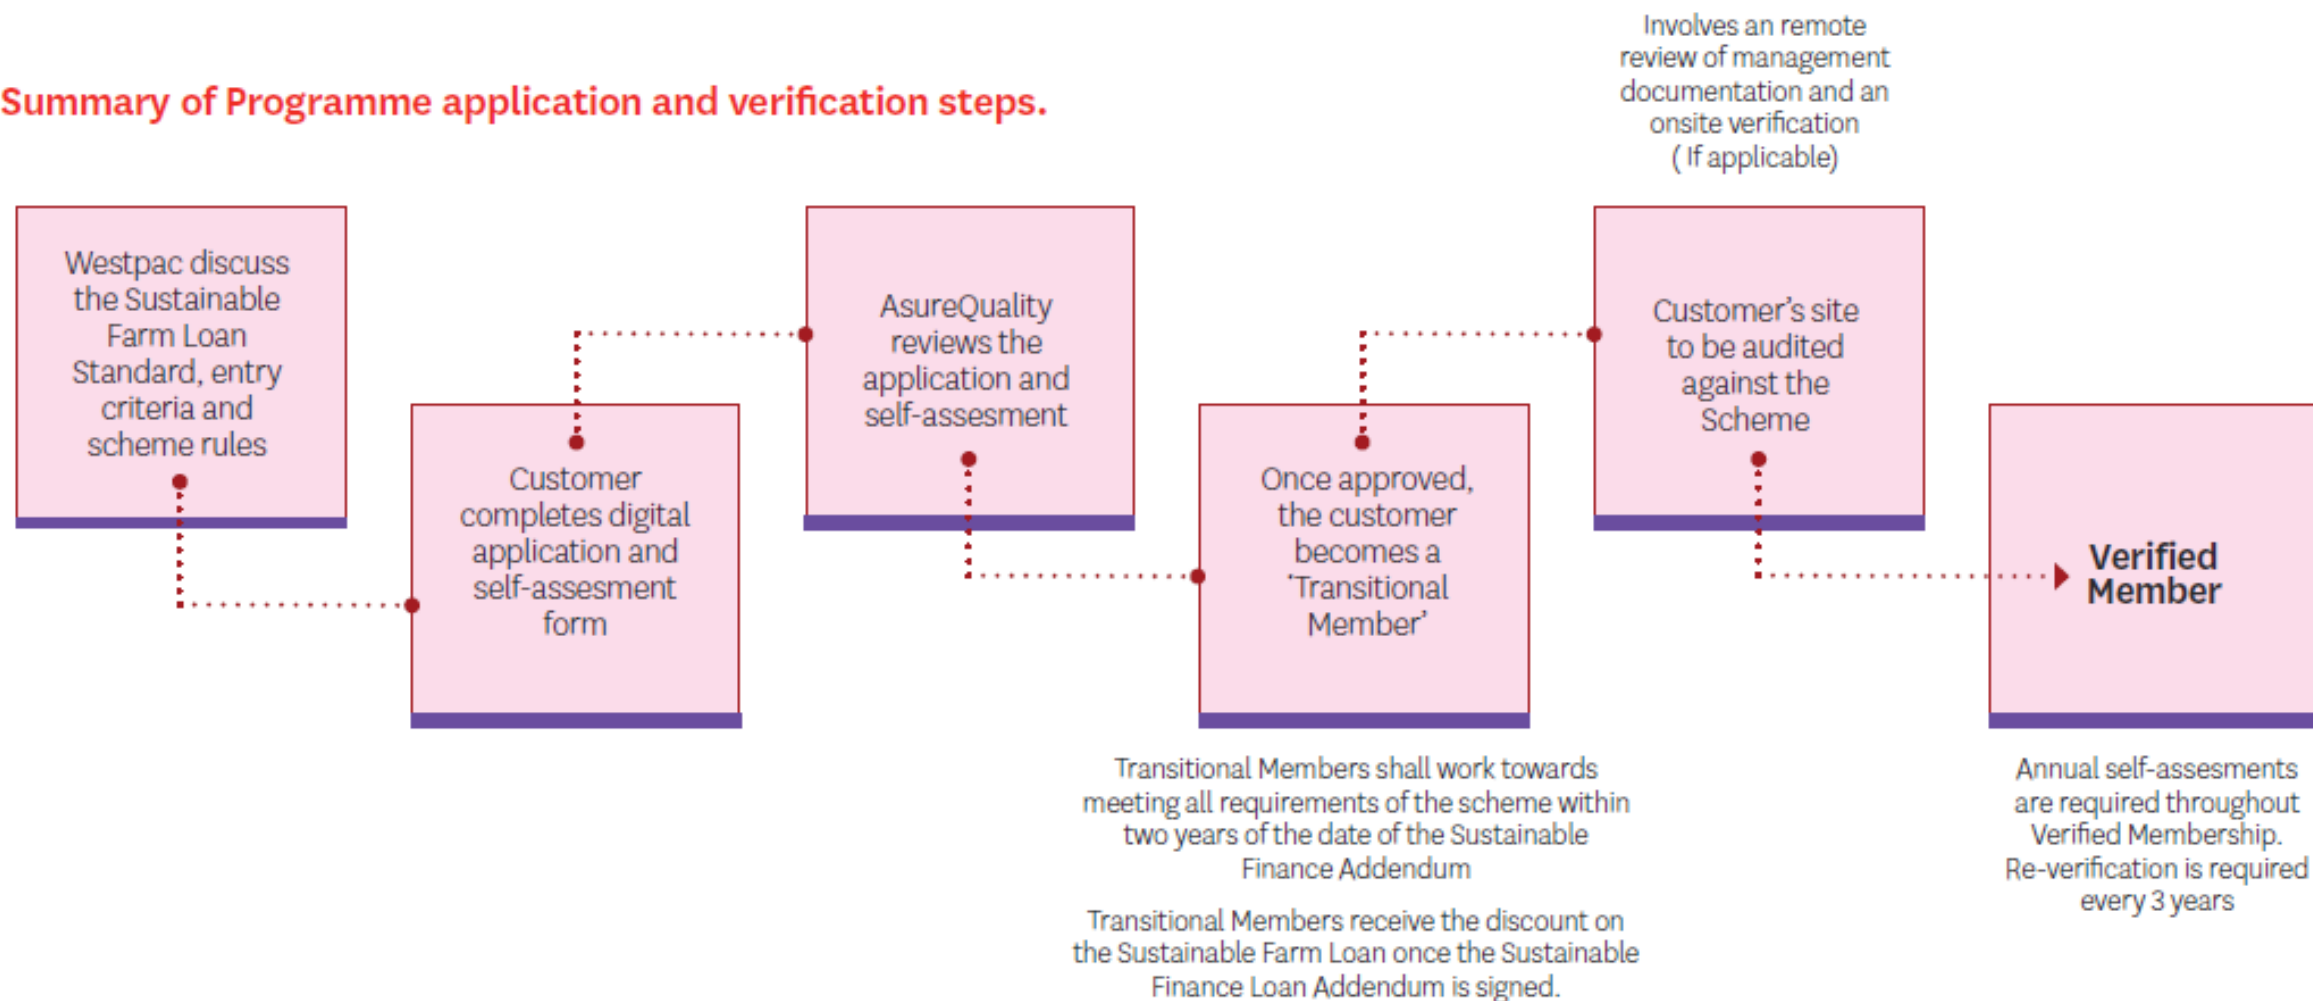 Summary of Programme application and verification steps.
Westpac discuss
the Sustainable
Farm Loan
Standard, entry
criteria and
scheme rules
Customer
completes digital
application and
self-assesment
form
AsureQuality
reviews the
application and
self-assesment
Once approved,
the customer
becomes a
‘Transitional
Member’
Transitional Members shall work towards
meeting all requirements of the scheme within
two years of the date of the Sustainable
Finance Addendum
Transitional Members receive the discount on
the Sustainable Farm Loan once the Sustainable
Finance Loan Addendum is signed.
Involves an remote
review of management
documentation and an
onsite verification
( If applicable)
Customer’s site
to be audited
against the
Scheme
Verified
Member
Annual self-assesments
are required throughout
Verified Membership.
Re-verification is required
every 3 years